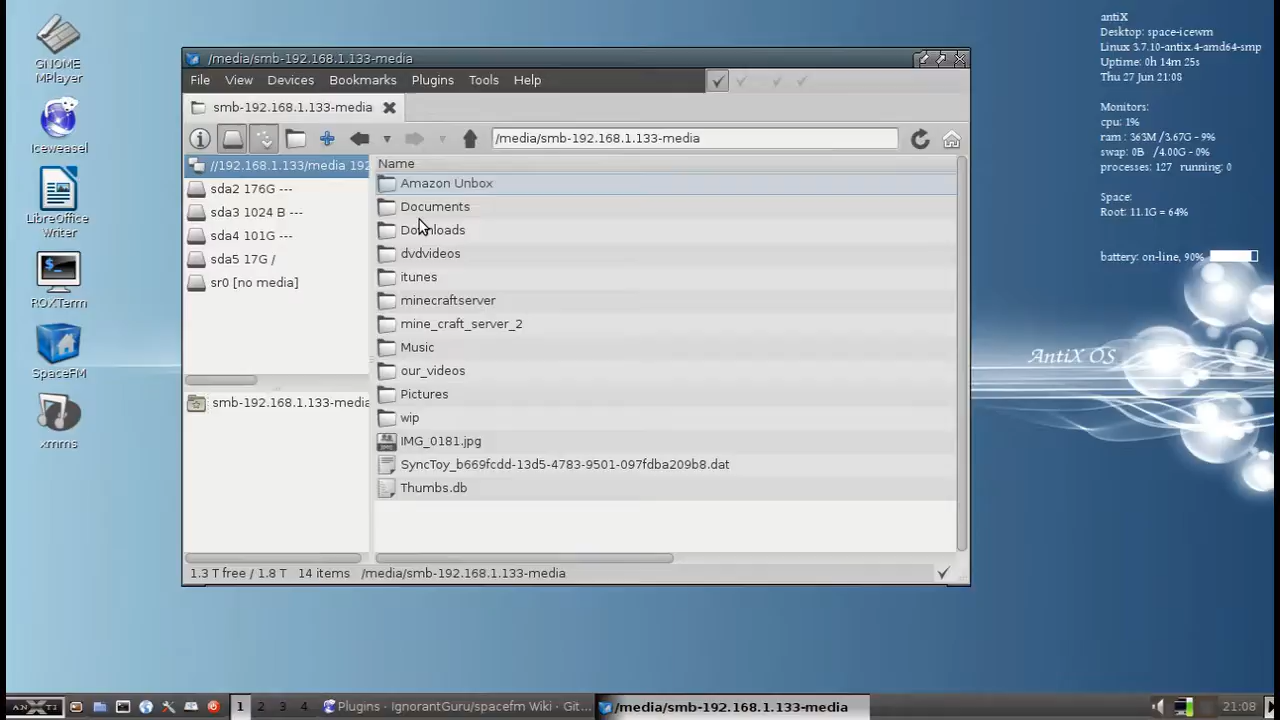 GNOME
MPlayer
Iceweasel
LibreOffice
Writer
ROXTerm
SpaceFM
xmms
/media/smb-192.168.1.133-media
File View Devices Bookmarks Plugins Tools Help
smb-192.168.1.133-media
/media/smb-192.168.1.133-media
//192.168.1.133/media 192
sda2 176G ---
sda3 1024 B ---
sda4 101G ---
sda5 17G /
sr0 [no media]
smb-192.168.1.133-media
Name
Amazon Unbox
Documents
Downloads
dvdvideos
itunes
minecraftserver
mine_craft_server_2
Music
our_videos
Pictures
wip
IMG_0181.jpg
SyncToy_b669fcdd-13d5-4783-9501-097fdba209b8.dat
Thumbs.db
1.3 T free / 1.8 T 14 items /media/smb-192.168.1.133-media
antiX
Desktop: space-icewm
Linux 3.7.10-antix.4-amd64-smp
Uptime: 0h 14m 25s
Thu 27 Jun 21:08
Monitors:
cpu: 1%
ram : 363M /3.67G - 9%
swap: 0B /4.00G - 0%
processes: 127 running: 0
Space:
Root: 11.1G = 64%
battery: on-line, 90%
AntiX OS
ANXTI 1 2 3 4 Plugins · IgnorantGuru/spacefm Wiki · Git... /media/smb-192.168.1.133-media 21:08